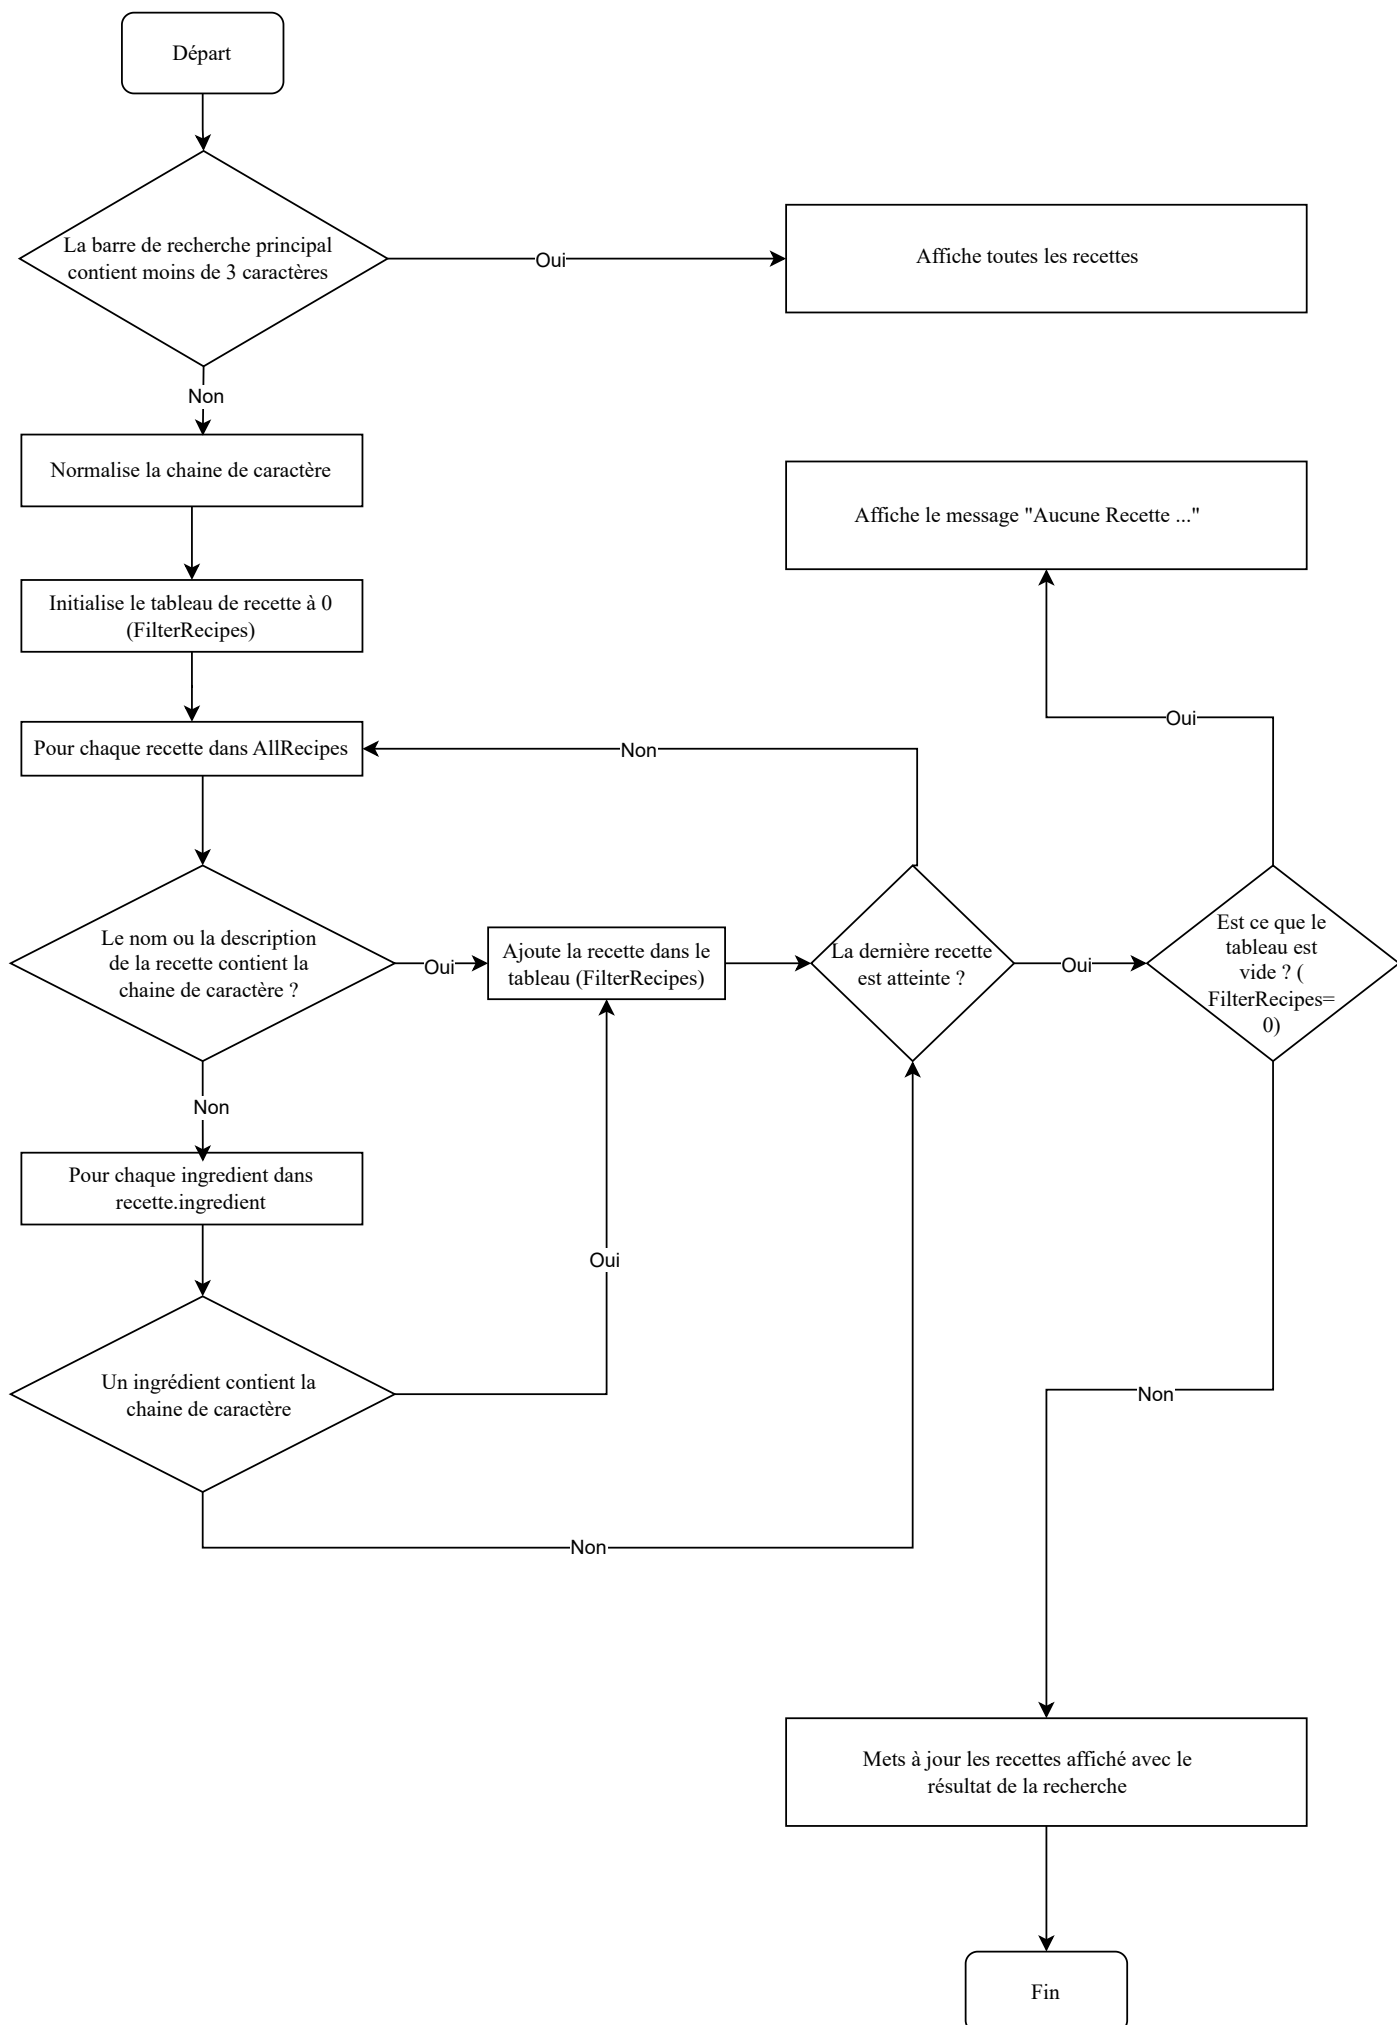 Départ
La barre de recherche principal
contient moins de 3 caractères
Oui
Affiche toutes les recettes
Non
Normalise la chaine de caractère
Affiche le message "Aucune Recette ..."
Initialise le tableau de recette à 0
(FilterRecipes)
Oui
Pour chaque recette dans AllRecipes
Non
Le nom ou la description
de la recette contient la
chaine de caractère ?
Oui
Ajoute la recette dans le
tableau (FilterRecipes)
La dernière recette
est atteinte ?
Oui
Est ce que le
tableau est
vide ? (
FilterRecipes=
0)
Non
Pour chaque ingredient dans
recette.ingredient
Oui
Un ingrédient contient la
chaine de caractère
Non
Non
Mets à jour les recettes affiché avec le
résultat de la recherche
Fin